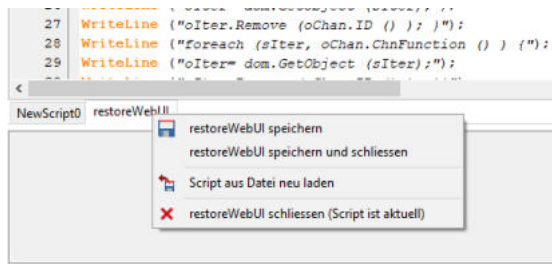 27 WriteLine ("oIter.Remove (oChan.ID () ); }");
28 WriteLine ("foreach (sIter, oChan.ChnFunction () ) {");
29 WriteLine ("oIter= dom.GetObject (sIter);");
NewScript0 restoreWebUI
restoreWebUI speichern
restoreWebUI speichern und schliessen
Script aus Datei neu laden
restoreWebUI schliessen (Script ist aktuell)